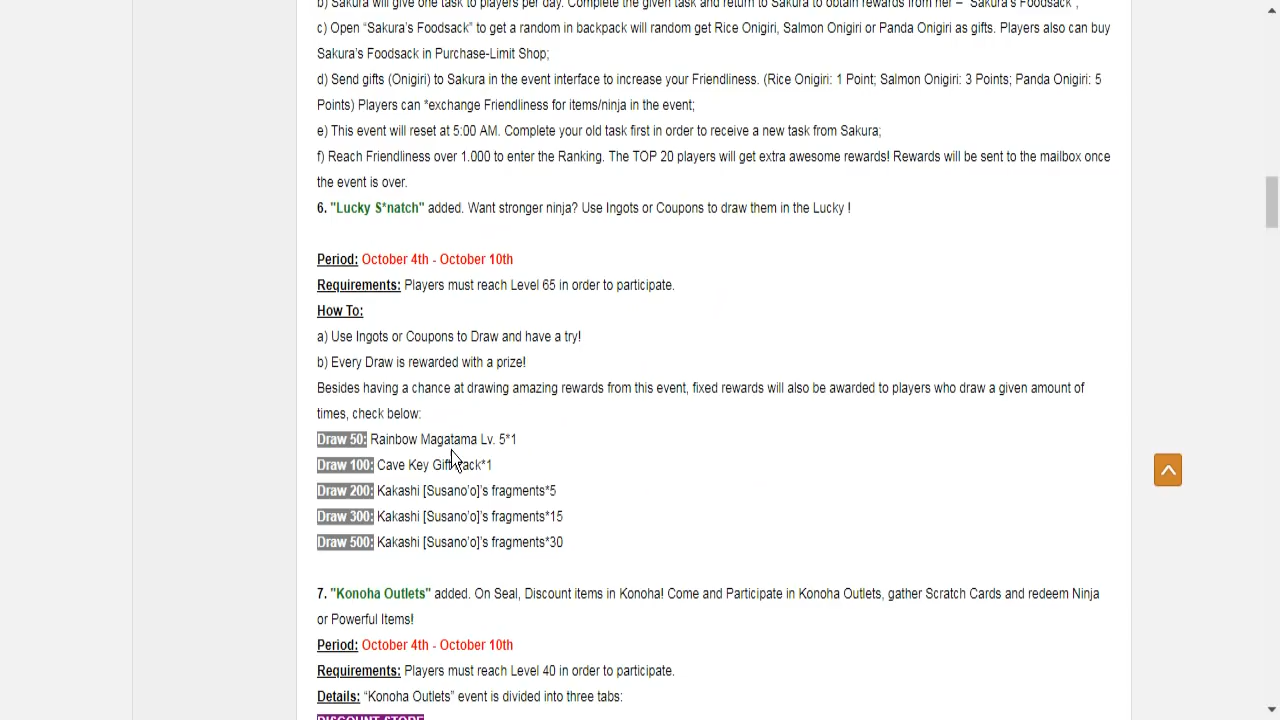 b) Sakura will give one task to players per day. Complete the given task and return to Sakura to obtain rewards from her – "Sakura's Foodsack";
c) Open “Sakura’s Foodsack” to get a random in backpack will random get Rice Onigiri, Salmon Onigiri or Panda Onigiri as gifts. Players also can buy
Sakura’s Foodsack in Purchase-Limit Shop;
d) Send gifts (Onigiri) to Sakura in the event interface to increase your Friendliness. (Rice Onigiri: 1 Point; Salmon Onigiri: 3 Points; Panda Onigiri: 5
Points) Players can *exchange Friendliness for items/ninja in the event;
e) This event will reset at 5:00 AM. Complete your old task first in order to receive a new task from Sakura;
f) Reach Friendliness over 1.000 to enter the Ranking. The TOP 20 players will get extra awesome rewards! Rewards will be sent to the mailbox once
the event is over.
6. "Lucky S*natch" added. Want stronger ninja? Use Ingots or Coupons to draw them in the Lucky !
Period: October 4th - October 10th
Requirements: Players must reach Level 65 in order to participate.
How To:
a) Use Ingots or Coupons to Draw and have a try!
b) Every Draw is rewarded with a prize!
Besides having a chance at drawing amazing rewards from this event, fixed rewards will also be awarded to players who draw a given amount of
times, check below:
Draw 50: Rainbow Magatama Lv. 5*1
Draw 100: Cave Key Gift Pack*1
Draw 200: Kakashi [Susano’o]’s fragments*5
Draw 300: Kakashi [Susano’o]’s fragments*15
Draw 500: Kakashi [Susano’o]’s fragments*30
7. "Konoha Outlets" added. On Seal, Discount items in Konoha! Come and Participate in Konoha Outlets, gather Scratch Cards and redeem Ninja
or Powerful Items!
Period: October 4th - October 10th
Requirements: Players must reach Level 40 in order to participate.
Details: “Konoha Outlets” event is divided into three tabs:
DISCOUNT STORE